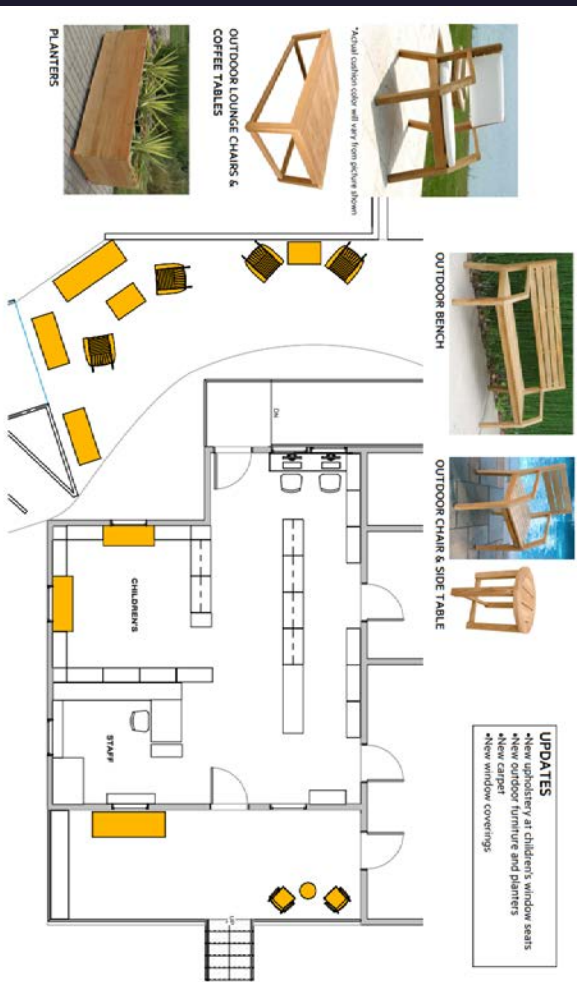 *Actual cushion color will vary from picture shown
OUTDOOR LOUNGE CHAIRS &
COFFEE TABLES
PLANTERS
OUTDOOR BENCH
OUTDOOR CHAIR & SIDE TABLE
UPDATES
•New upholstery at children's window seats
•New outdoor furniture and planters
•New carpet
•New window coverings
DN
CHILDREN'S
STAFF
UP